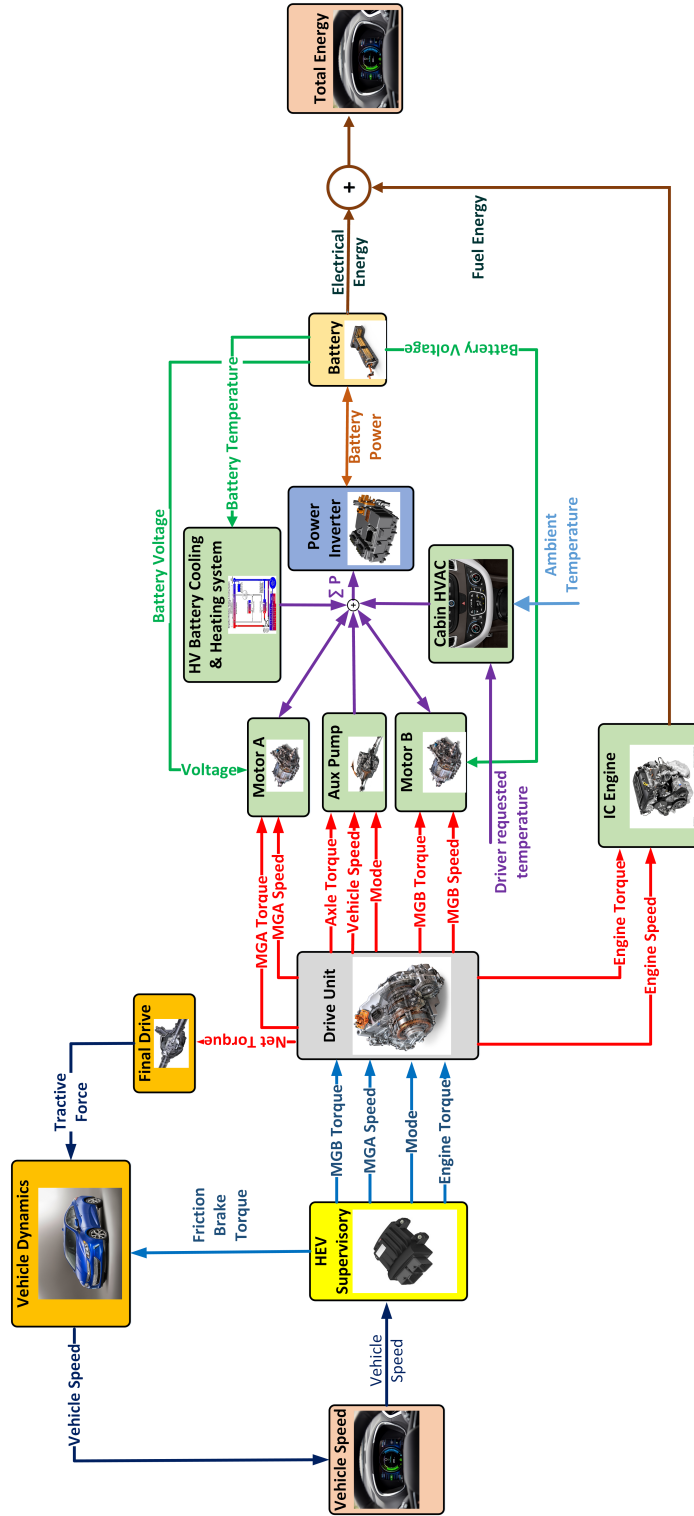 Vehicle Dynamics
Vehicle Speed
Tractive
Force
Final Drive
Net Torque
Friction
Brake
Torque
Vehicle Speed
Vehicle
Speed
HEV
Supervisory
MGB Torque
MGA Speed
Mode
Engine Torque
Drive Unit
MGA Torque
MGA Speed
Axle Torque
Vehicle Speed
Mode
MGB Torque
MGB Speed
Engine Torque
Engine Speed
Driver requested
temperature
Voltage
Motor A
Aux Pump
Motor B
IC Engine
Battery Voltage
HV Battery Cooling
& Heating system
Battery Temperature
∑ P
+
Cabin HVAC
Ambient
Temperature
Power
Inverter
Battery
Power
Battery
Battery Voltage
Electrical
Energy
Fuel Energy
+
Total Energy